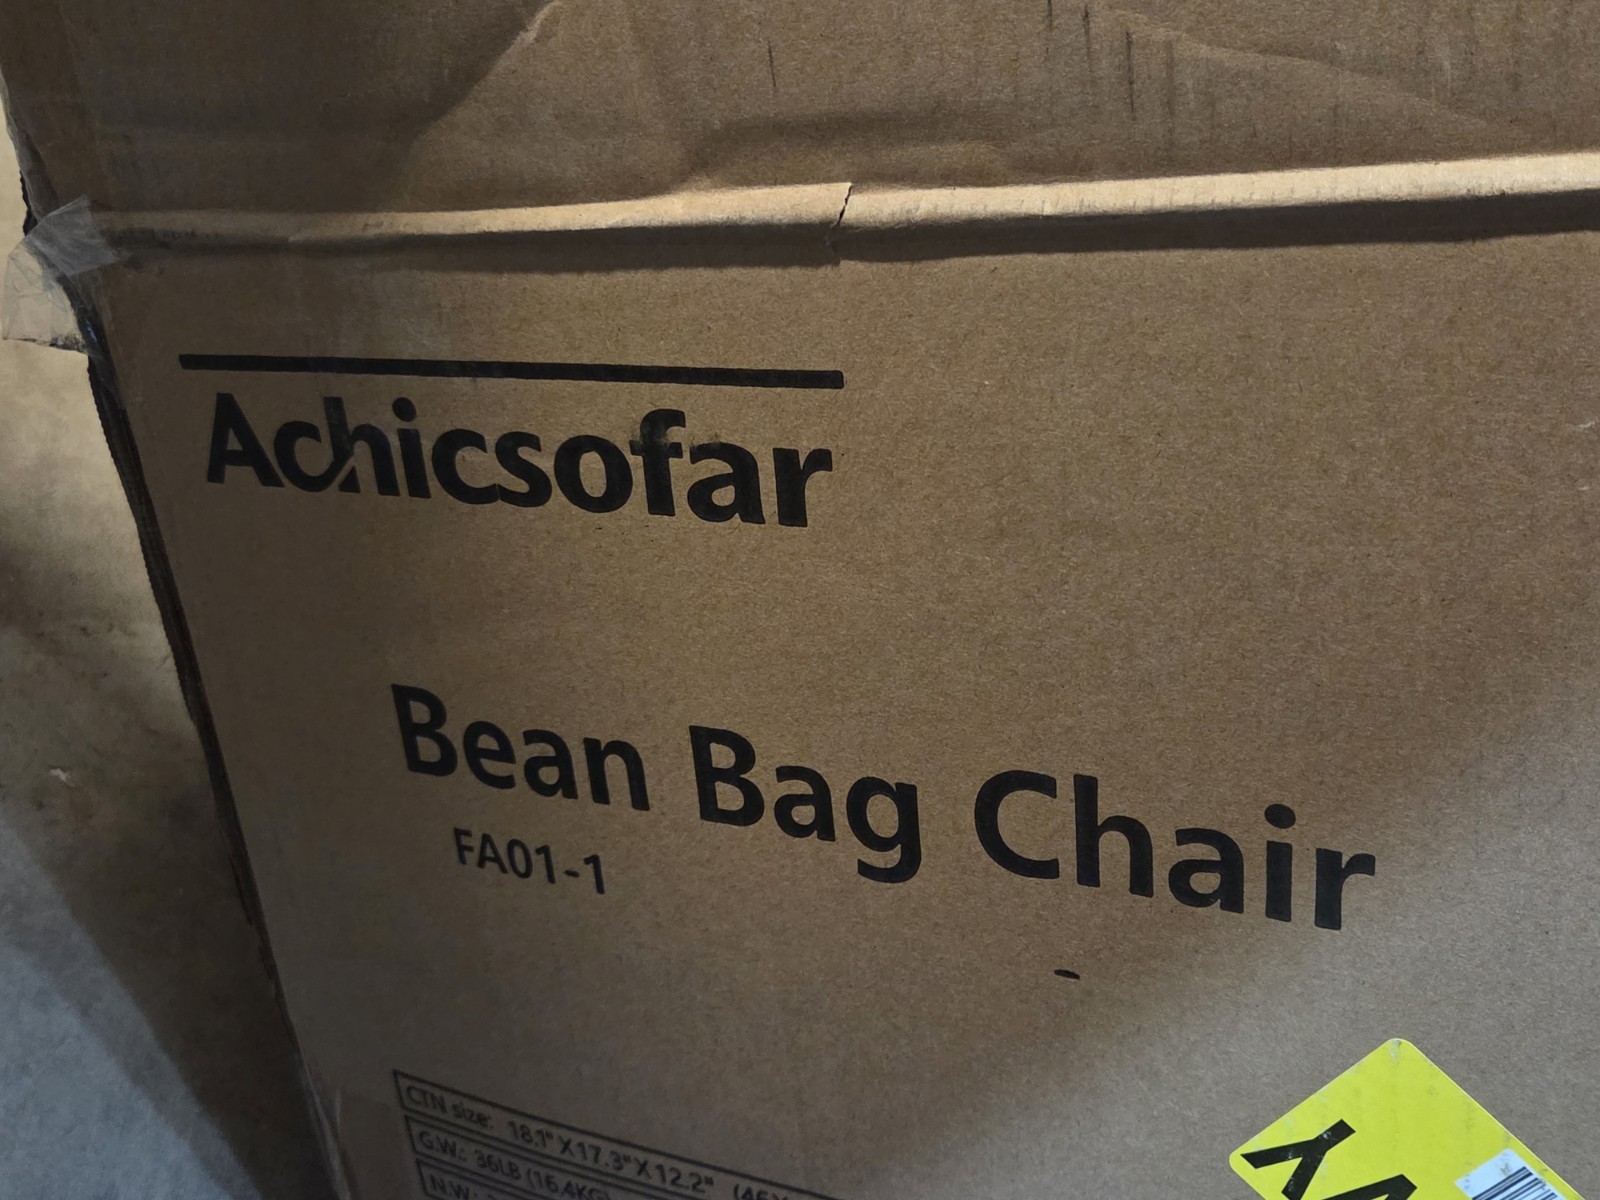 Achicsofar
Bean Bag Chair
FA01-1
CTN size: 18.1" X 17.3" X 12.2"
G.W.: 36LB (16.4KG)
N.W.: